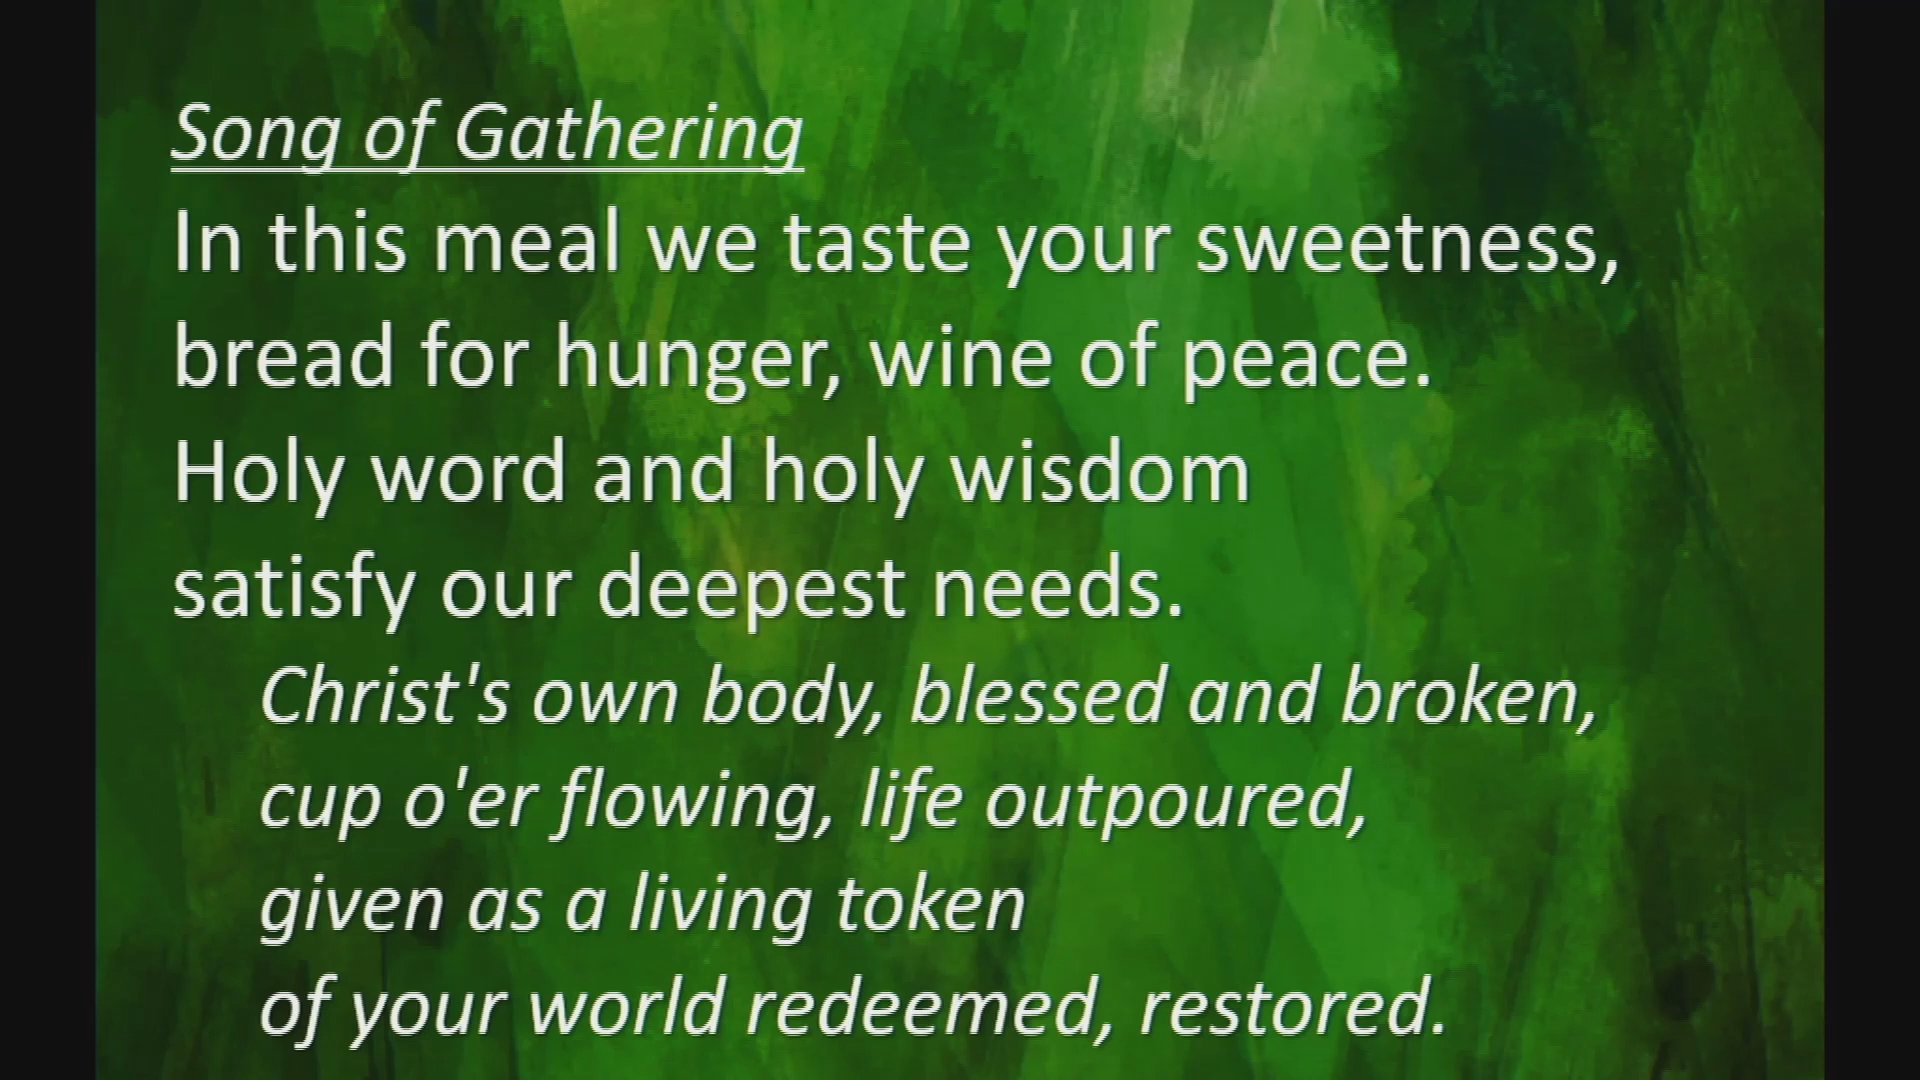 Song of Gathering
In this meal we taste your sweetness,
bread for hunger, wine of peace.
Holy word and holy wisdom
satisfy our deepest needs.
Christ's own body, blessed and broken,
cup o'er flowing, life outpoured,
given as a living token
of your world redeemed, restored.